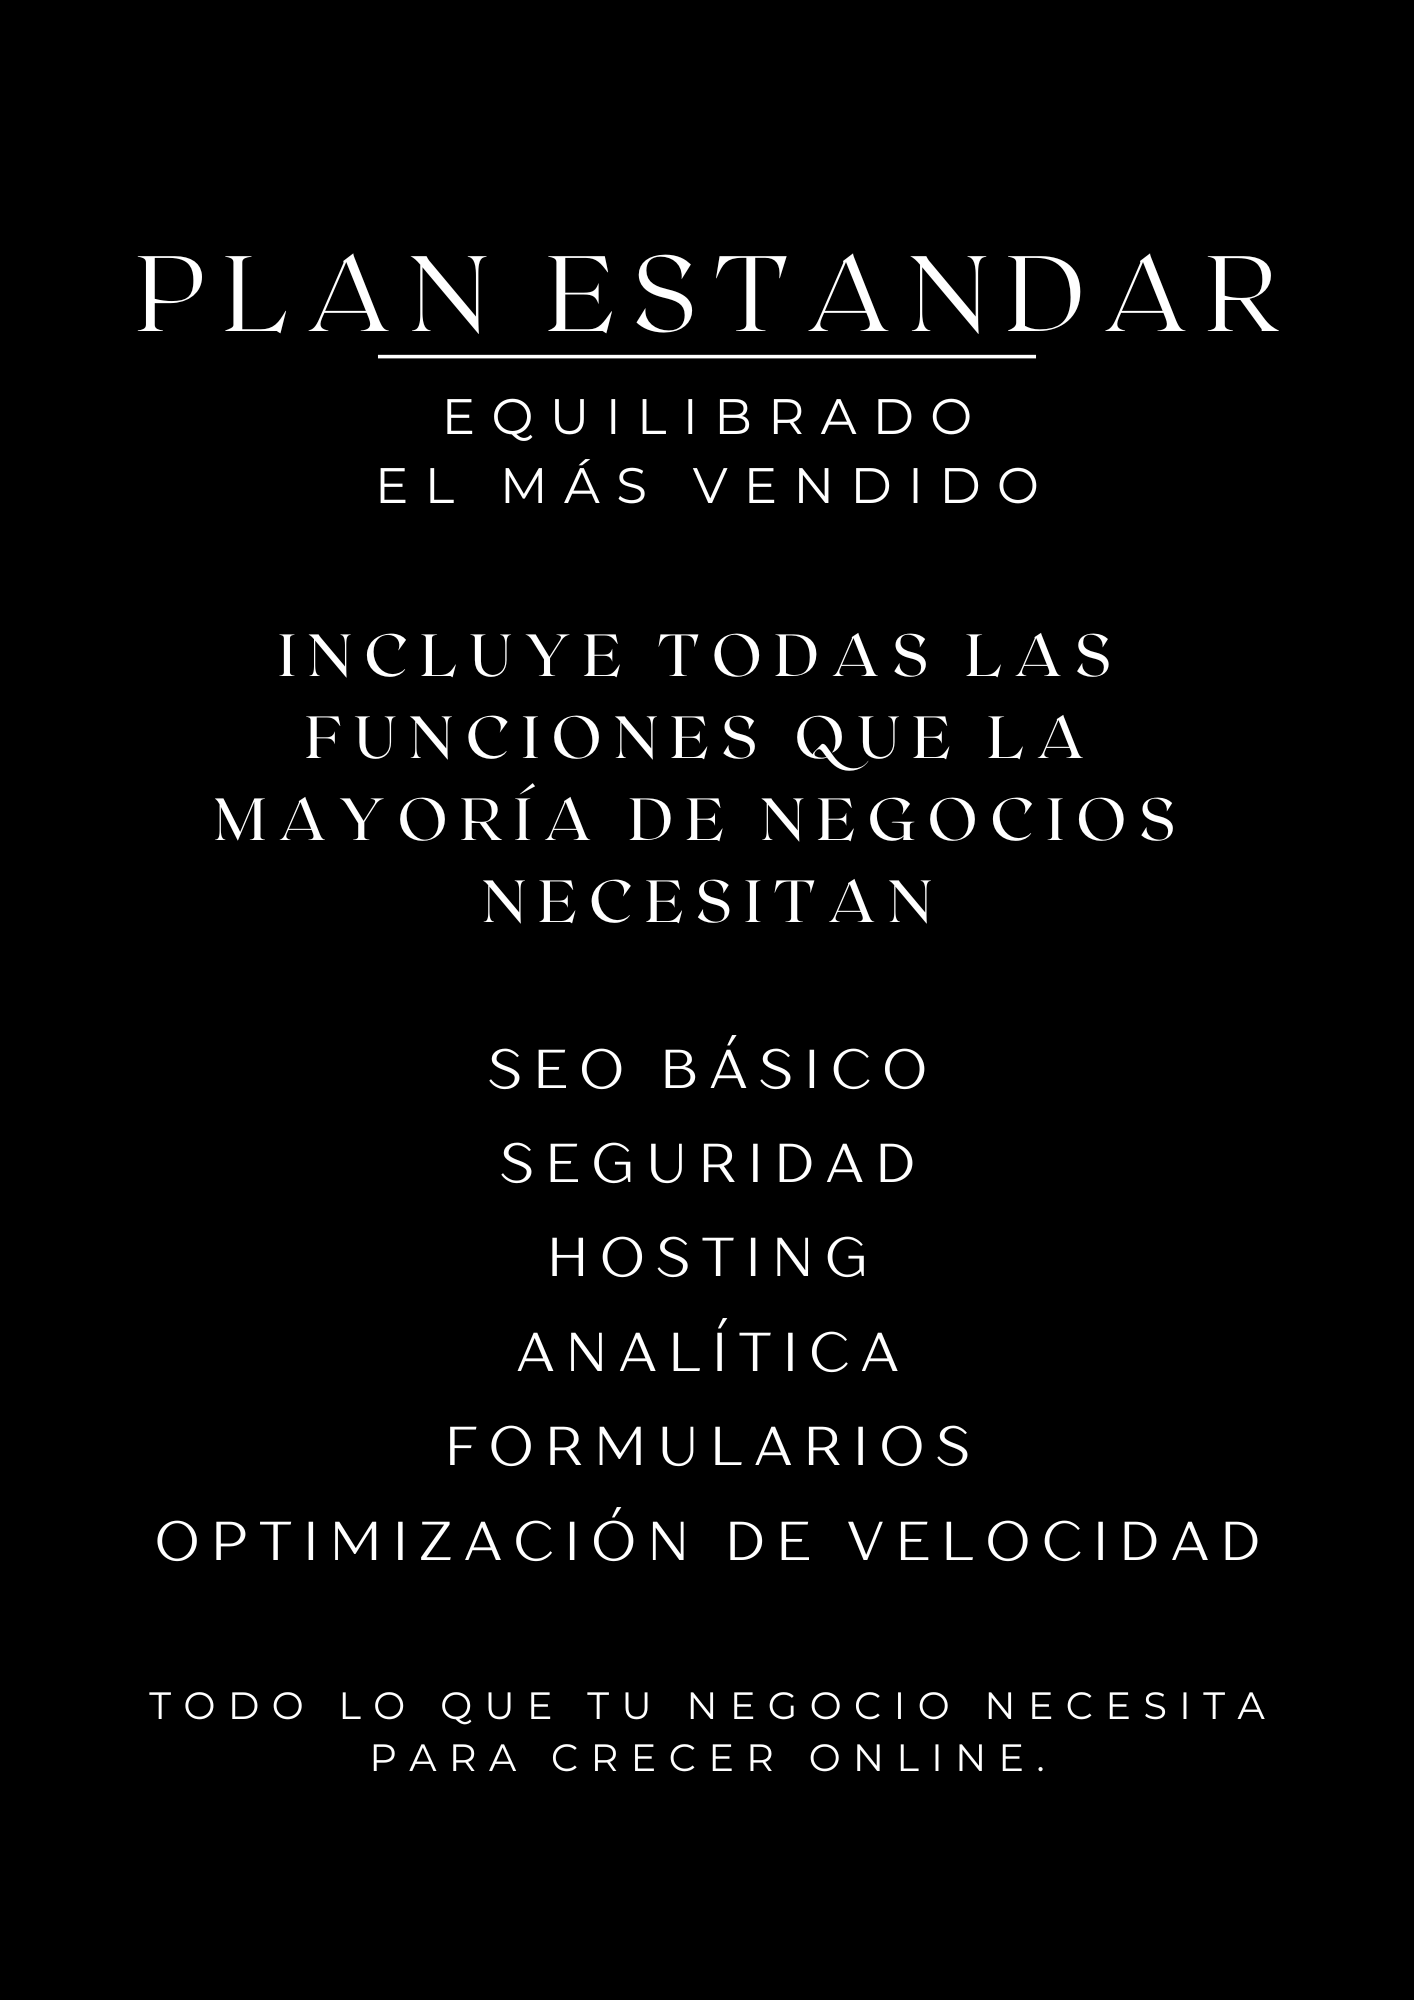 PLAN ESTANDAR
EQUILIBRADO
EL MÁS VENDIDO
INCLUYE TODAS LAS
FUNCIONES QUE LA
MAYORÍA DE NEGOCIOS
NECESITAN
SEO BÁSICO
SEGURIDAD
HOSTING
ANALÍTICA
FORMULARIOS
OPTIMIZACIÓN DE VELOCIDAD
TODO LO QUE TU NEGOCIO NECESITA
PARA CRECER ONLINE.